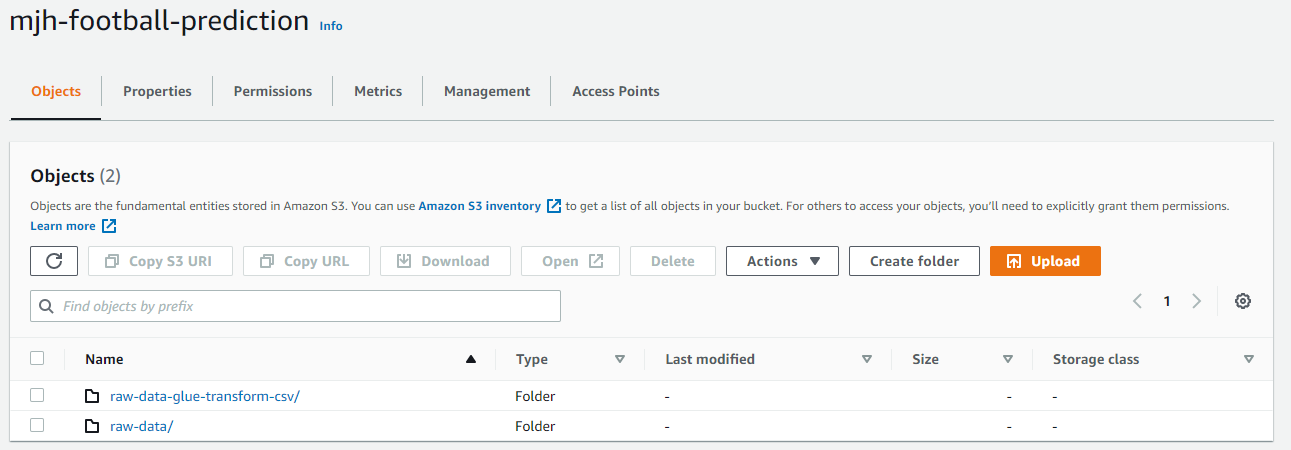 mjh-football-prediction Info
Objects Properties Permissions Metrics Management Access Points
Objects (2)
Objects are the fundamental entities stored in Amazon S3. You can use Amazon S3 inventory to get a list of all objects in your bucket. For others to access your objects, you'll need to explicitly grant them permissions.
Learn more
Copy S3 URI Copy URL Download Open Delete Actions Create folder Upload
Find objects by prefix 1
Name Type Last modified Size Storage class
raw-data-glue-transform-csv/ Folder - - -
raw-data/ Folder - - -